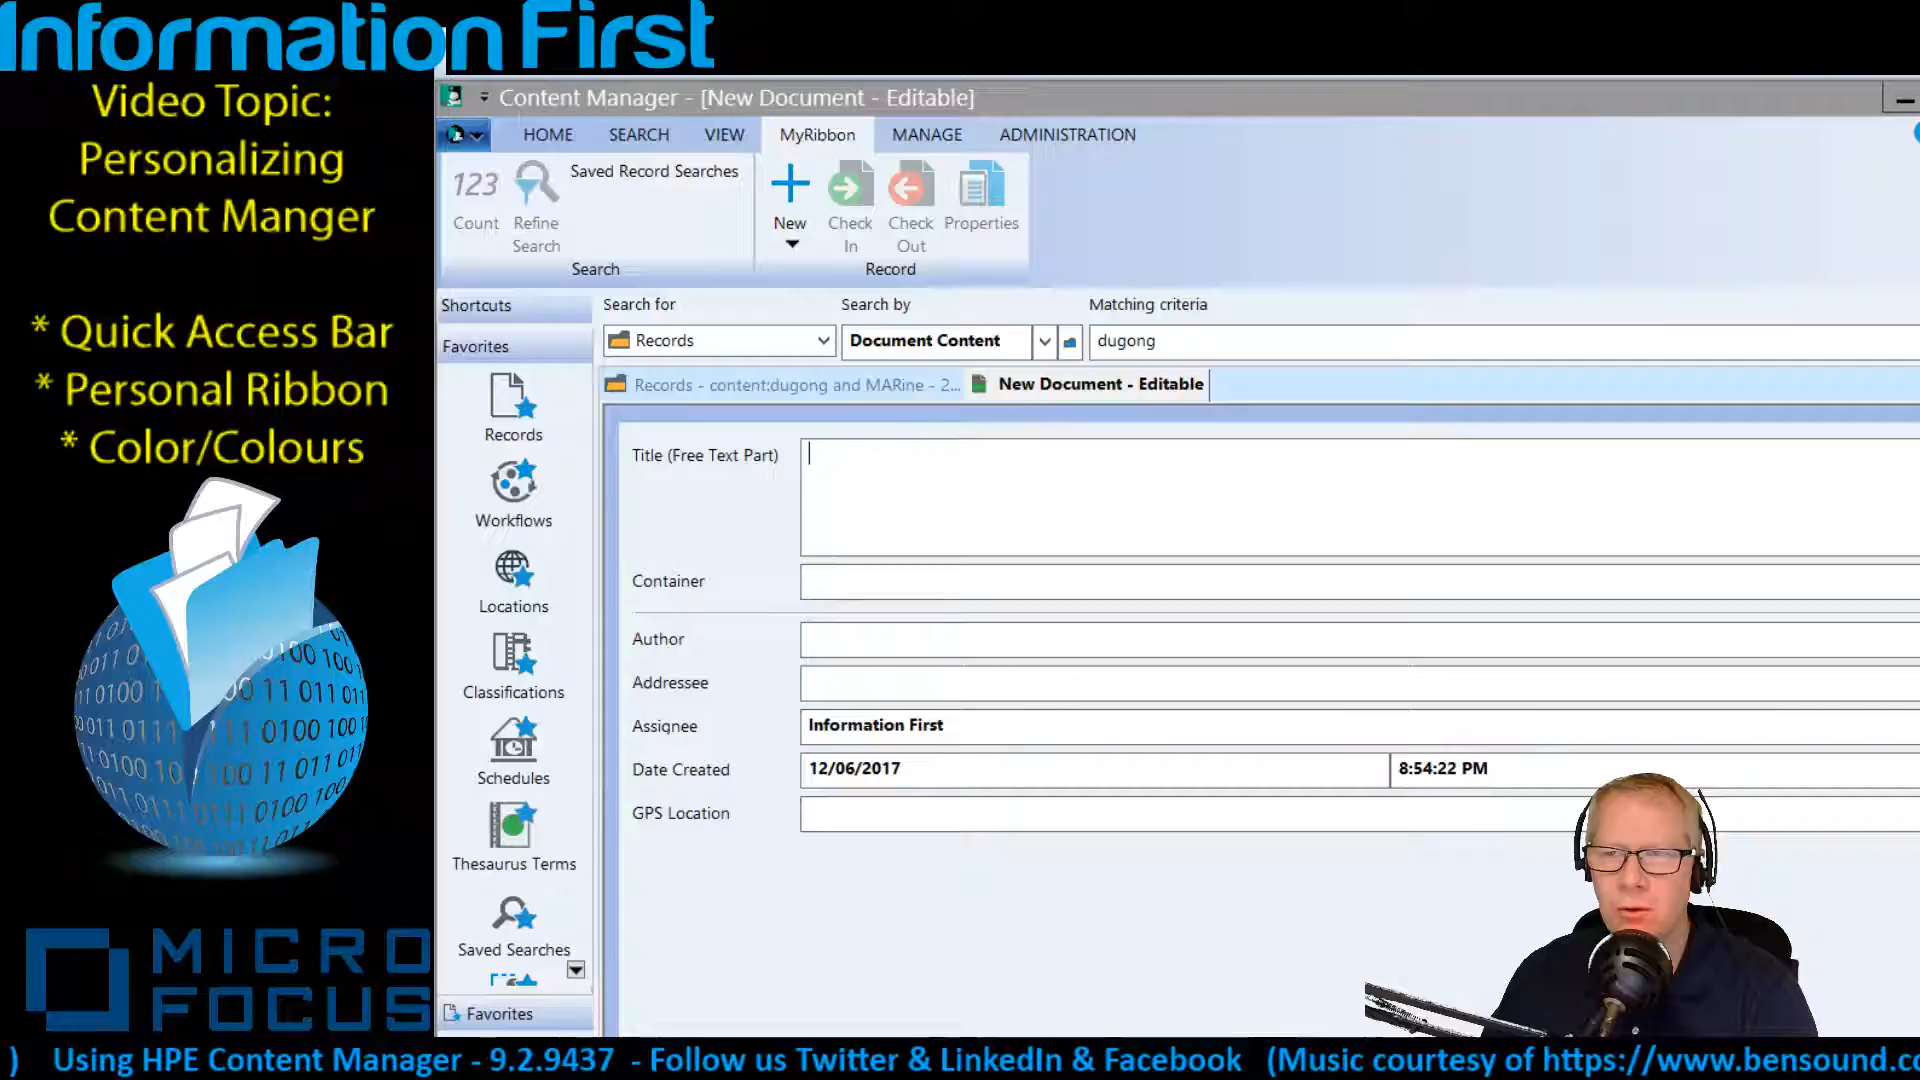 Information First
Video Topic:
Personalizing
Content Manger
* Quick Access Bar
* Personal Ribbon
* Color/Colours
MICRO
FOCUS
Content Manager - [New Document - Editable]
HOME SEARCH VIEW MyRibbon MANAGE ADMINISTRATION
123
Count
Refine
Search
Saved Record Searches
Search
New
Check
In
Check
Out
Properties
Record
Shortcuts
Favorites
Records
Workflows
Locations
Classifications
Schedules
Thesaurus Terms
Saved Searches
Favorites
Search for
Records
Search by
Document Content
Matching criteria
dugong
Records - content:dugong and MARine - 2...
New Document - Editable
Title (Free Text Part)
Container
Author
Addressee
Assignee Information First
Date Created 12/06/2017 8:54:22 PM
GPS Location
) Using HPE Content Manager - 9.2.9437 - Follow us Twitter & LinkedIn & Facebook (Music courtesy of https://www.bensound.co